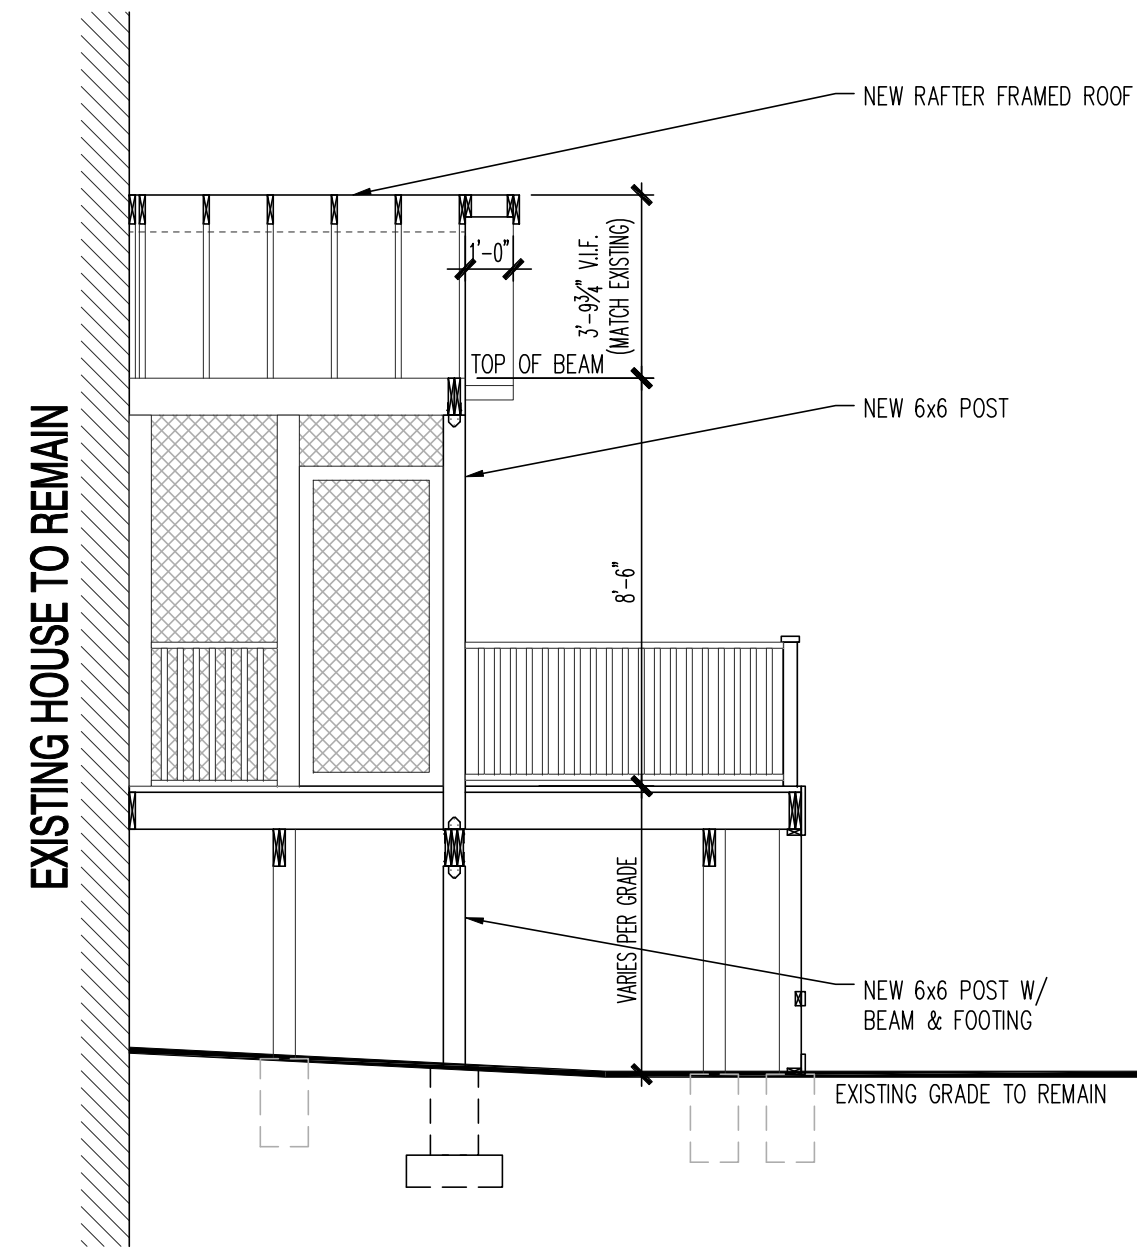 NEW RAFTER FRAMED ROOF
1'-0"
3'-9¾" V.I.F.
(MATCH EXISTING)
TOP OF BEAM
NEW 6x6 POST
EXISTING HOUSE TO REMAIN
8'-6"
VARIES PER GRADE
NEW 6x6 POST W/
BEAM & FOOTING
EXISTING GRADE TO REMAIN